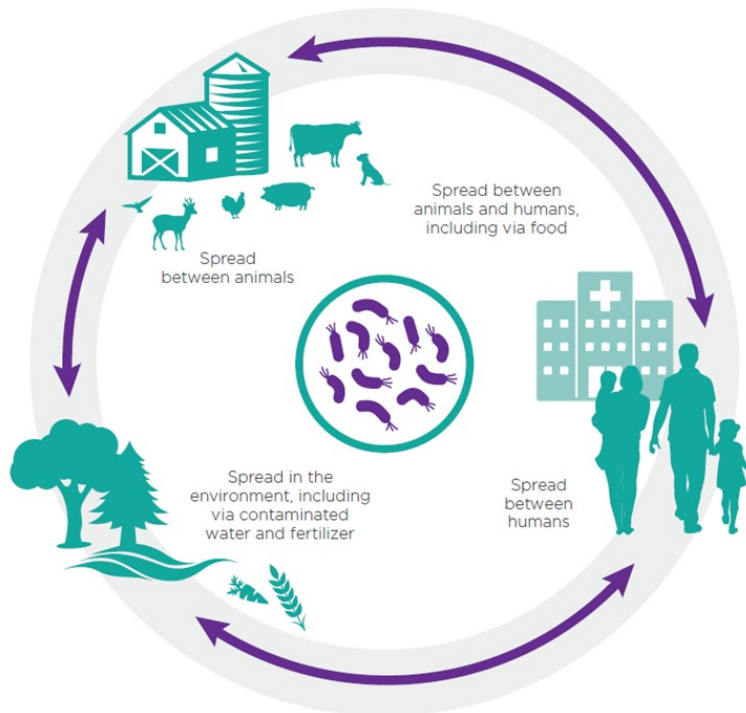 Spread between
animals and humans,
including via food
Spread
between animals
Spread in the
environment, including
via contaminated
water and fertilizer
Spread
between
humans